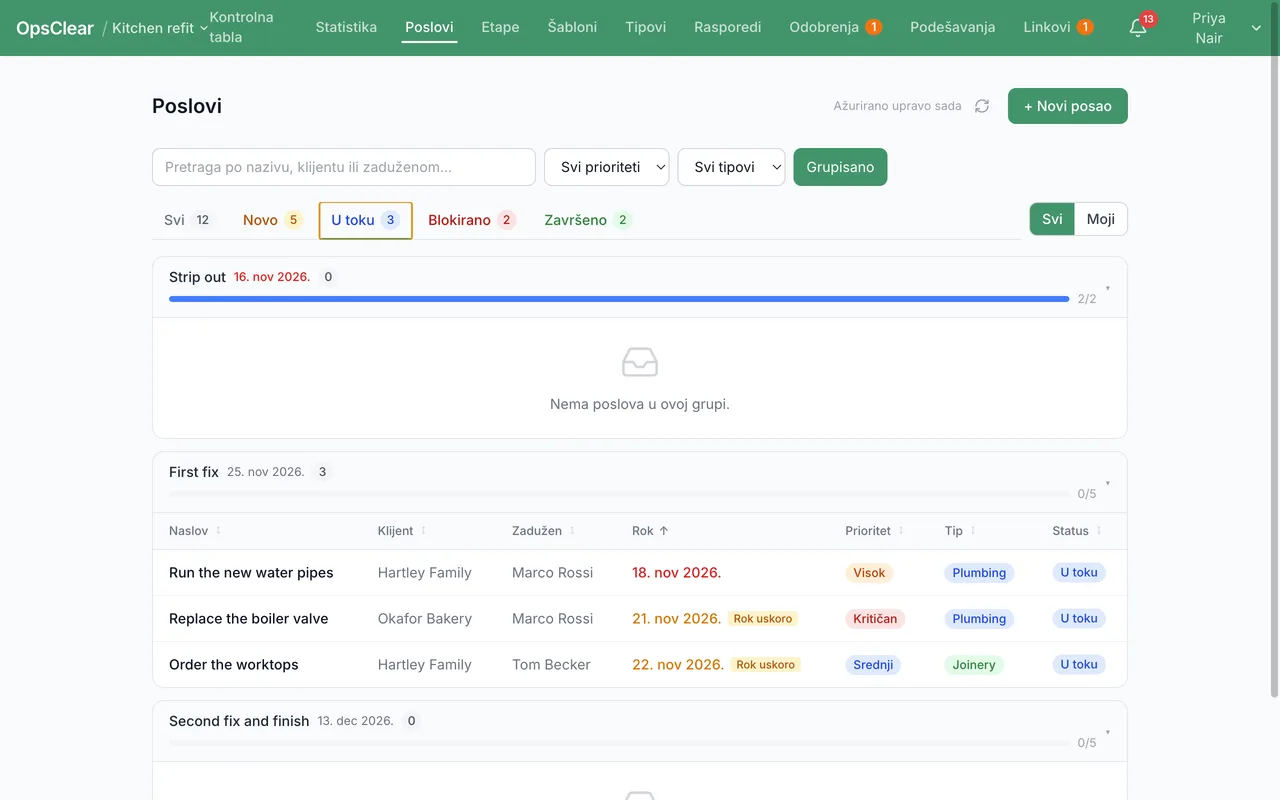 OpsClear / Kitchen refit Kontrolna tabla Statistika Poslovi Etape Šabloni Tipovi Rasporedi Odobrenja 1 Podešavanja Linkovi 1 13 Priya Nair
Poslovi Ažurirano upravo sada + Novi posao
Pretraga po nazivu, klijentu ili zaduženom... Svi prioriteti Svi tipovi Grupisano
Svi 12 Novo 5 U toku 3 Blokirano 2 Završeno 2 Svi Moji
Strip out 16. nov 2026. 0
2/2
Nema poslova u ovoj grupi.
First fix 25. nov 2026. 3
0/5
Naslov Klijent Zadužen Rok ↑ Prioritet Tip Status
Run the new water pipes Hartley Family Marco Rossi 18. nov 2026. Visok Plumbing U toku
Replace the boiler valve Okafor Bakery Marco Rossi 21. nov 2026. Rok uskoro Kritičan Plumbing U toku
Order the worktops Hartley Family Tom Becker 22. nov 2026. Rok uskoro Srednji Joinery U toku
Second fix and finish 13. dec 2026. 0
0/5